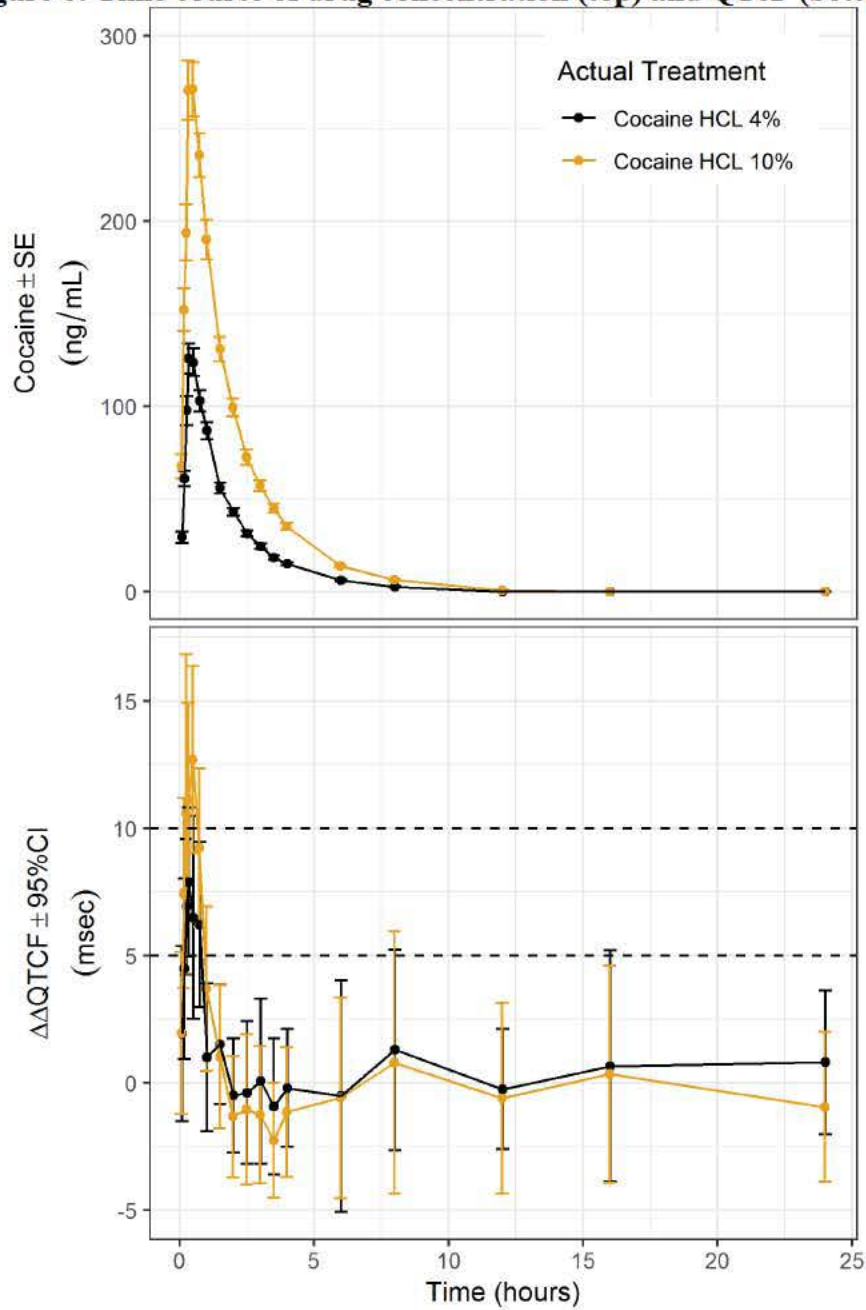 300
200
100
0
Cocaine ± SE
(ng/mL)
Actual Treatment
Cocaine HCL 4%
Cocaine HCL 10%
15
10
5
0
-5
ΔΔQTCF ± 95%CI
(msec)
0 5 10 15 20 25
Time (hours)